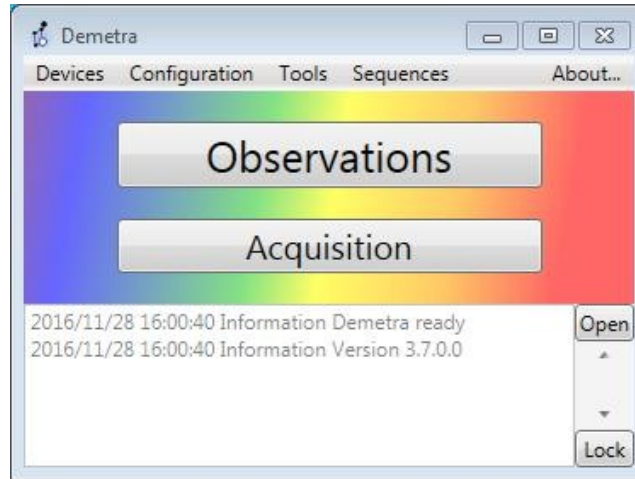 Demetra
Devices Configuration Tools Sequences About...
Observations
Acquisition
2016/11/28 16:00:40 Information Demetra ready
2016/11/28 16:00:40 Information Version 3.7.0.0
Open
Lock